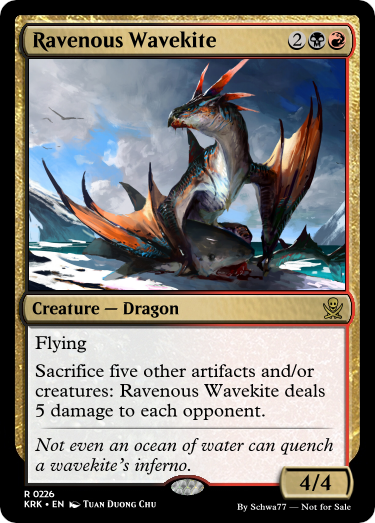 Ravenous Wavekite 2
Creature — Dragon
Flying
Sacrifice five other artifacts and/or
creatures: Ravenous Wavekite deals
5 damage to each opponent.
Not even an ocean of water can quench
a wavekite's inferno.
4/4
R 0226
KRK • EN Tuan Duong Chu
By Schwa77 — Not for Sale